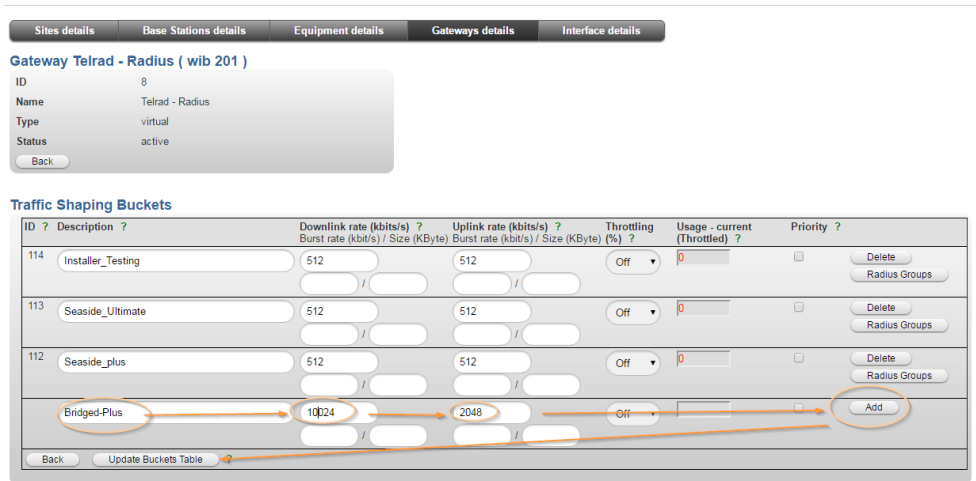 Sites details Base Stations details Equipment details Gateways details Interface details
Gateway Telrad - Radius ( wib 201 )
ID 8
Name Telrad - Radius
Type virtual
Status active
Back
Traffic Shaping Buckets
ID ? Description ? Downlink rate (kbits/s) ? Uplink rate (kbits/s) ? Throttling Usage - current Priority ?
Burst rate (kbit/s) / Size (KByte) Burst rate (kbit/s) / Size (KByte) (%) ? (Throttled) ?
114 Installer_Testing 512 512 Off 0 Delete
/ / Radius Groups
113 Seaside_Ultimate 512 512 Off 0 Delete
/ / Radius Groups
112 Seaside_plus 512 512 Off 0 Delete
/ / Radius Groups
Bridged-Plus 10024 2048 Off Add
/ /
Back Update Buckets Table ?